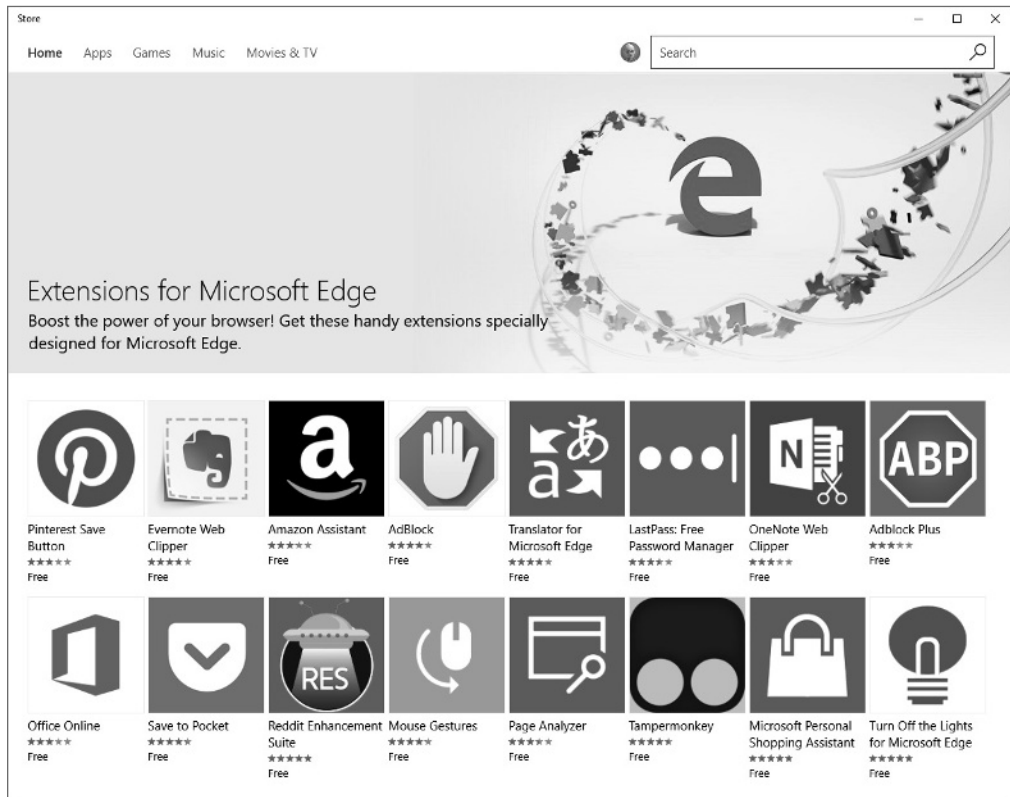 Store
Home Apps Games Music Movies & TV
Search
Extensions for Microsoft Edge
Boost the power of your browser! Get these handy extensions specially
designed for Microsoft Edge.
a
あ
a
N
ABP
Pinterest Save
Button
Free
Evernote Web
Clipper
Free
Amazon Assistant
Free
AdBlock
Free
Translator for
Microsoft Edge
Free
LastPass: Free
Password Manager
Free
OneNote Web
Clipper
Free
Adblock Plus
Free
RES
Office Online
Free
Save to Pocket
Free
Reddit Enhancement
Suite
Free
Mouse Gestures
Free
Page Analyzer
Free
Tampermonkey
Free
Microsoft Personal
Shopping Assistant
Free
Turn Off the Lights
for Microsoft Edge
Free